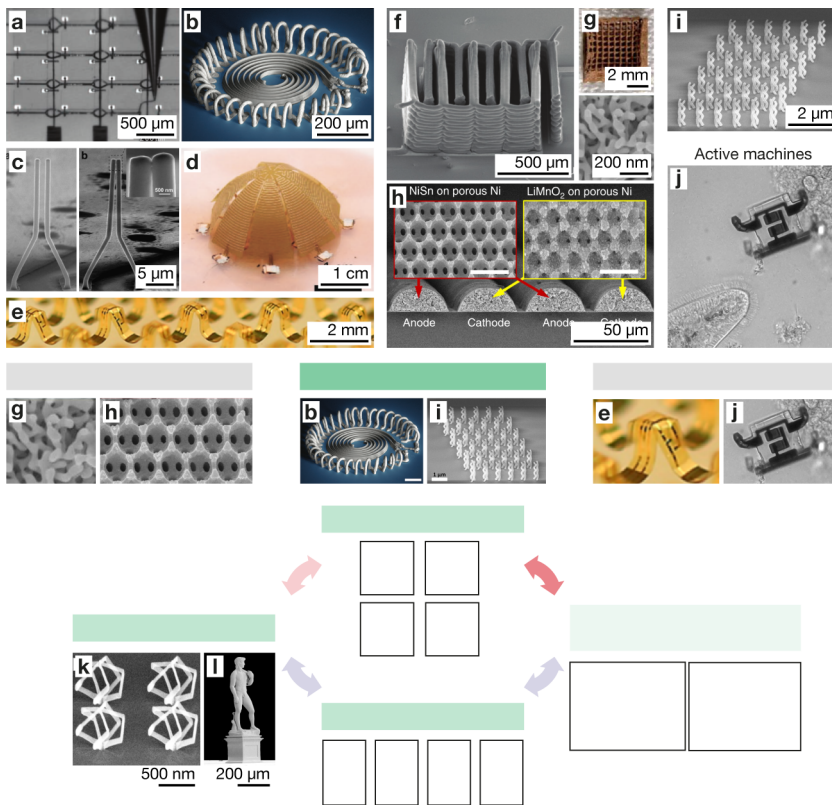 a
500 µm
b
200 µm
c
a
b
500 nm
5 µm
d
1 cm
e
2 mm
f
500 µm
g
2 mm
200 nm
h
NiSn on porous Ni
LiMnO2 on porous Ni
Anode
Cathode
Anode
Cathode
50 µm
i
2 µm
Active machines
j
g
h
b
i
1 µm
e
j
k
500 nm
l
200 µm